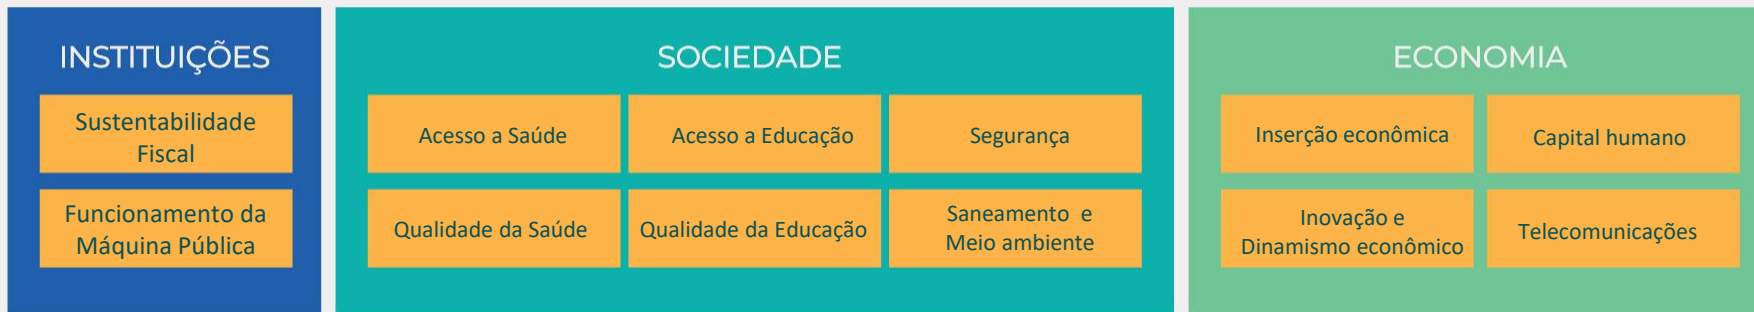 INSTITUIÇÕES
Sustentabilidade
Fiscal
Funcionamento da
Máquina Pública
SOCIEDADE
Acesso a Saúde
Acesso a Educação
Segurança
Qualidade da Saúde
Qualidade da Educação
Saneamento e
Meio ambiente
ECONOMIA
Inserção econômica
Capital humano
Inovação e
Dinamismo econômico
Telecomunicações